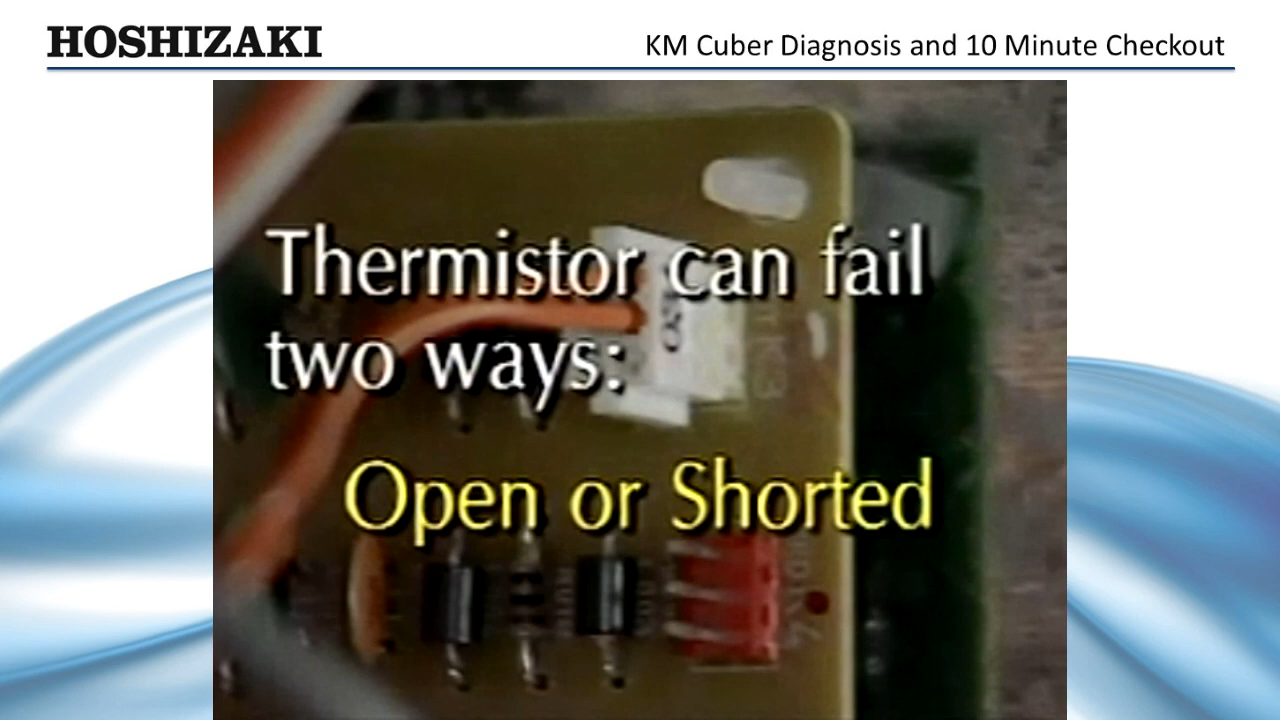 HOSHIZAKI
KM Cuber Diagnosis and 10 Minute Checkout
Thermistor can fail
two ways:
Open or Shorted